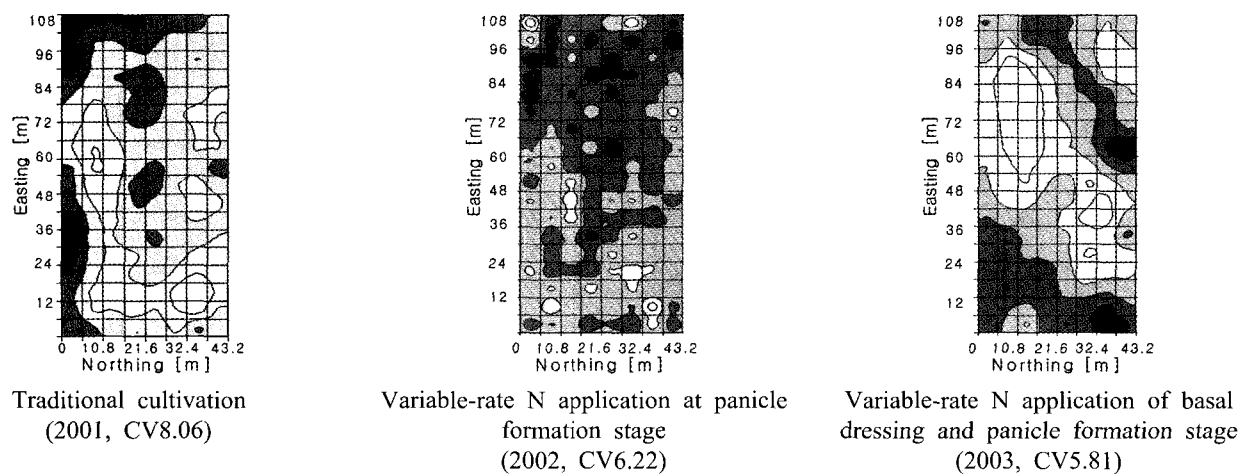 108
96
84
72
60
48
36
24
12
Easting [m]
0 10.8 21.6 32.4 43.2
Northing [m]
Traditional cultivation
(2001, CV8.06)
108
96
84
72
60
48
36
24
12
Easting [m]
0 10.8 21.6 32.4 43.2
Northing [m]
Variable-rate N application at panicle
formation stage
(2002, CV6.22)
108
96
84
72
60
48
36
24
12
Easting [m]
0 10.8 21.6 32.4 43.2
Northing [m]
Variable-rate N application of basal
dressing and panicle formation stage
(2003, CV5.81)